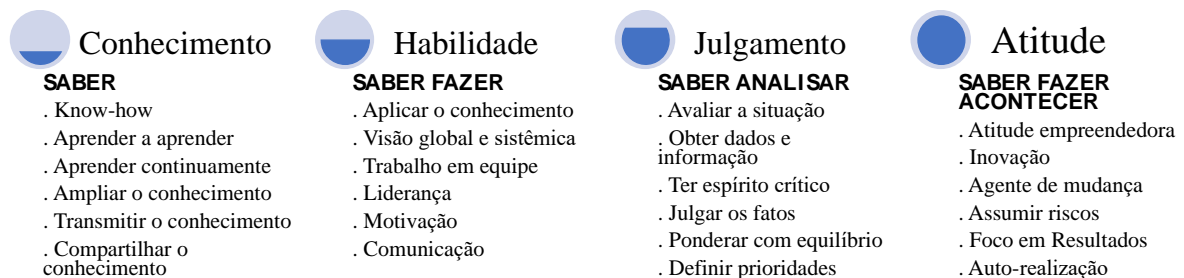 Conhecimento
SABER
. Know-how
. Aprender a aprender
. Aprender continuamente
. Ampliar o conhecimento
. Transmitir o conhecimento
. Compartilhar o
conhecimento
Habilidade
SABER FAZER
. Aplicar o conhecimento
. Visão global e sistêmica
. Trabalho em equipe
. Liderança
. Motivação
. Comunicação
Julgamento
SABER ANALISAR
. Avaliar a situação
. Obter dados e
informação
. Ter espírito crítico
. Julgar os fatos
. Ponderar com equilíbrio
. Definir prioridades
Atitude
SABER FAZER
ACONTECER
. Atitude empreendedora
. Inovação
. Agente de mudança
. Assumir riscos
. Foco em Resultados
. Auto-realização